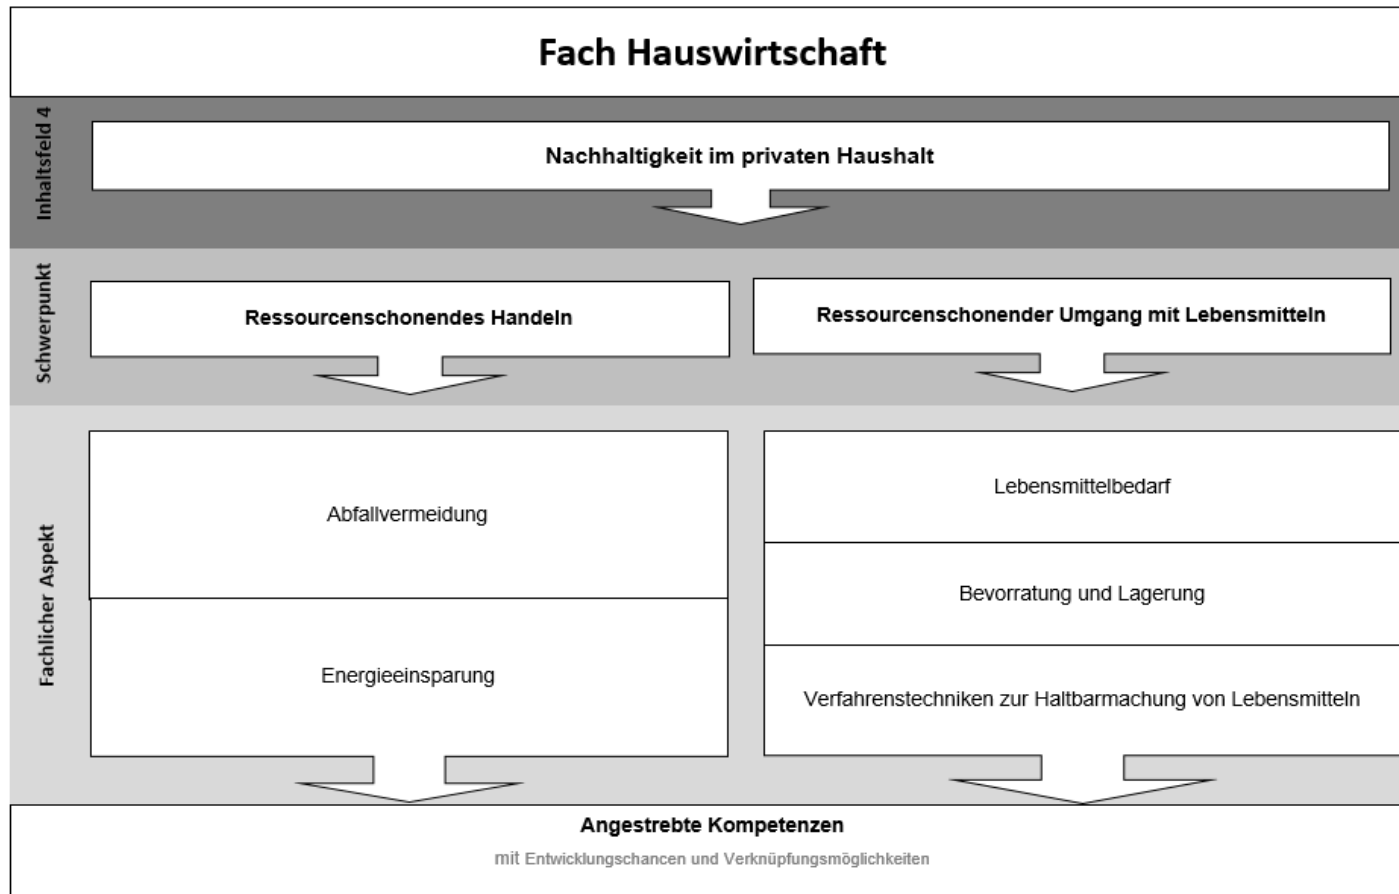 Fach Hauswirtschaft
Inhaltsfeld 4
Nachhaltigkeit im privaten Haushalt
Schwerpunkt
Ressourcenschonendes Handeln
Ressourcenschonender Umgang mit Lebensmitteln
Fachlicher Aspekt
Abfallvermeidung
Energieeinsparung
Lebensmittelbedarf
Bevorratung und Lagerung
Verfahrenstechniken zur Haltbarmachung von Lebensmitteln
Angestrebte Kompetenzen
mit Entwicklungschancen und Verknüpfungsmöglichkeiten